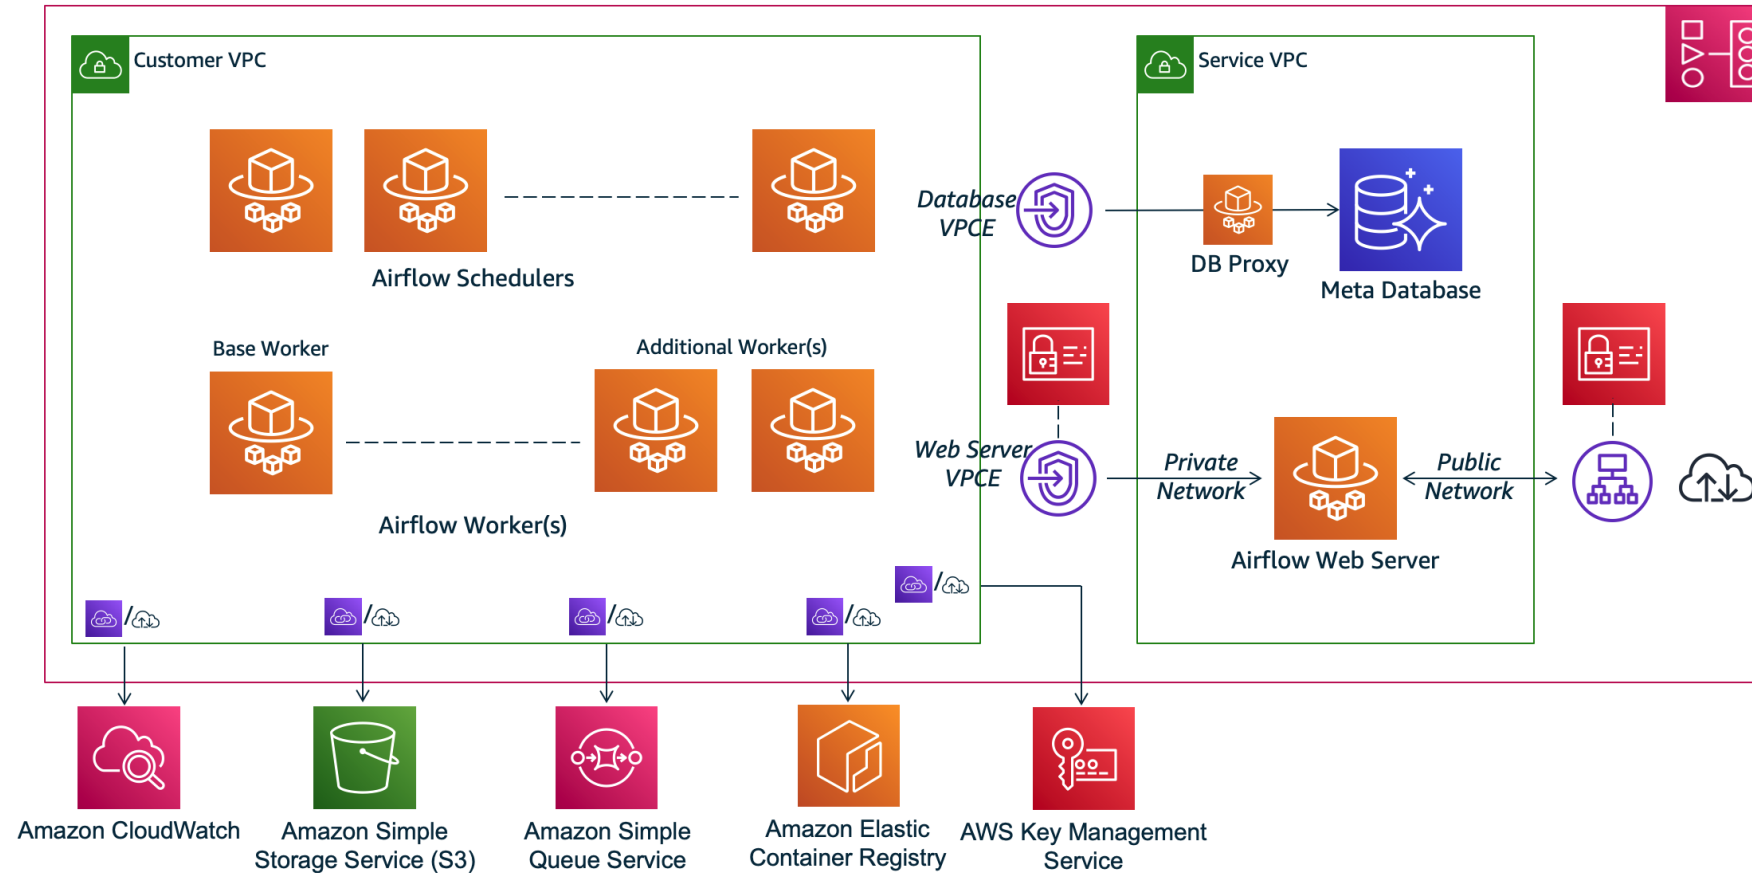 Customer VPC
Service VPC
Airflow Schedulers
Database
VPCE
DB Proxy
Meta Database
Base Worker
Additional Worker(s)
Airflow Worker(s)
Web Server
VPCE
Private
Network
Public
Network
Airflow Web Server
/
/
/
/
/
Amazon CloudWatch
Amazon Simple
Storage Service (S3)
Amazon Simple
Queue Service
Amazon Elastic
Container Registry
AWS Key Management
Service